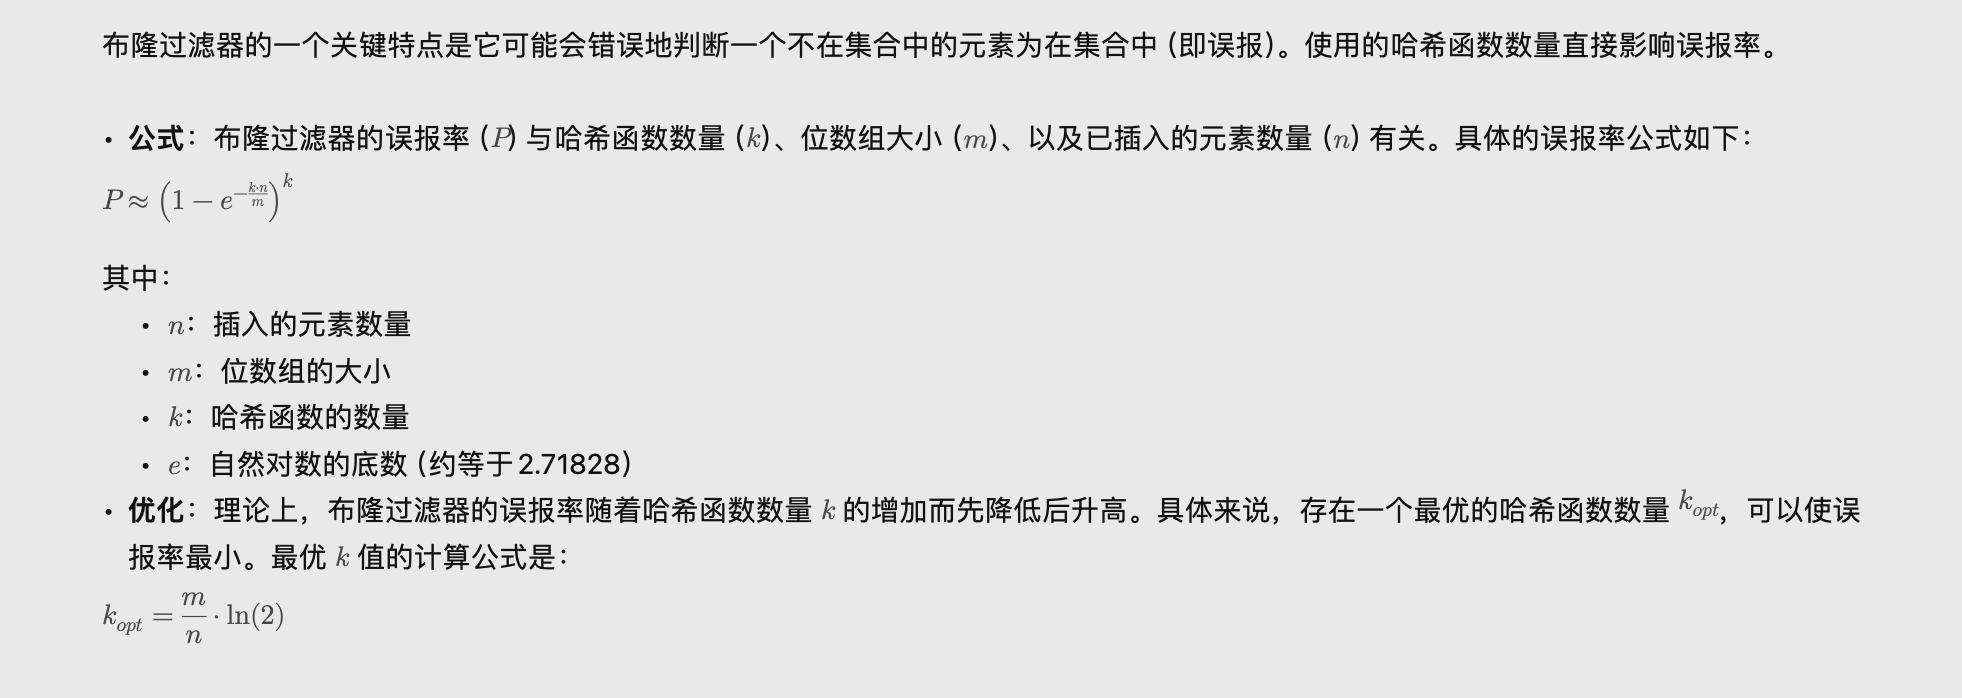 布隆过滤器的一个关键特点是它可能会错误地判断一个不在集合中的元素为在集合中（即误报）。使用的哈希函数数量直接影响误报率。
• 公式：布隆过滤器的误报率（P）与哈希函数数量（k）、位数组大小（m）、以及已插入的元素数量（n）有关。具体的误报率公式如下：
P ≈ (1 − e^{−\frac{k·n}{m}})^k
其中：
• n：插入的元素数量
• m：位数组的大小
• k：哈希函数的数量
• e：自然对数的底数（约等于2.71828）
• 优化：理论上，布隆过滤器的误报率随着哈希函数数量 k 的增加而先降低后升高。具体来说，存在一个最优的哈希函数数量 k_{opt}，可以使误
报率最小。最优 k 值的计算公式是：
k_{opt} = \frac{m}{n} · ln(2)